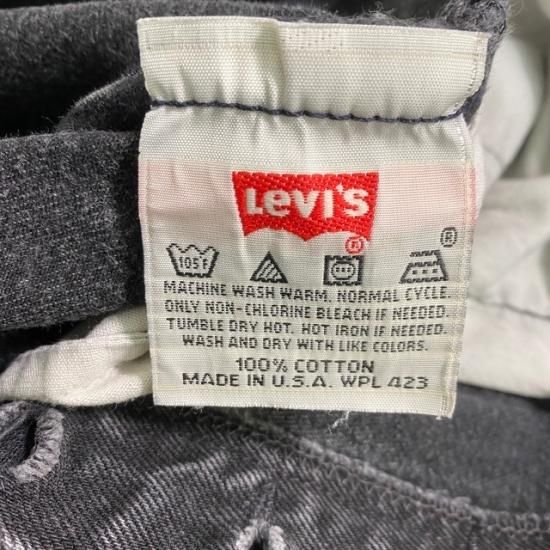 Levi's
®
®
105°F
MACHINE WASH WARM. NORMAL CYCLE.
ONLY NON-CHLORINE BLEACH IF NEEDED.
TUMBLE DRY HOT. HOT IRON IF NEEDED.
WASH AND DRY WITH LIKE COLORS.
100% COTTON
MADE IN U.S.A. WPL 423